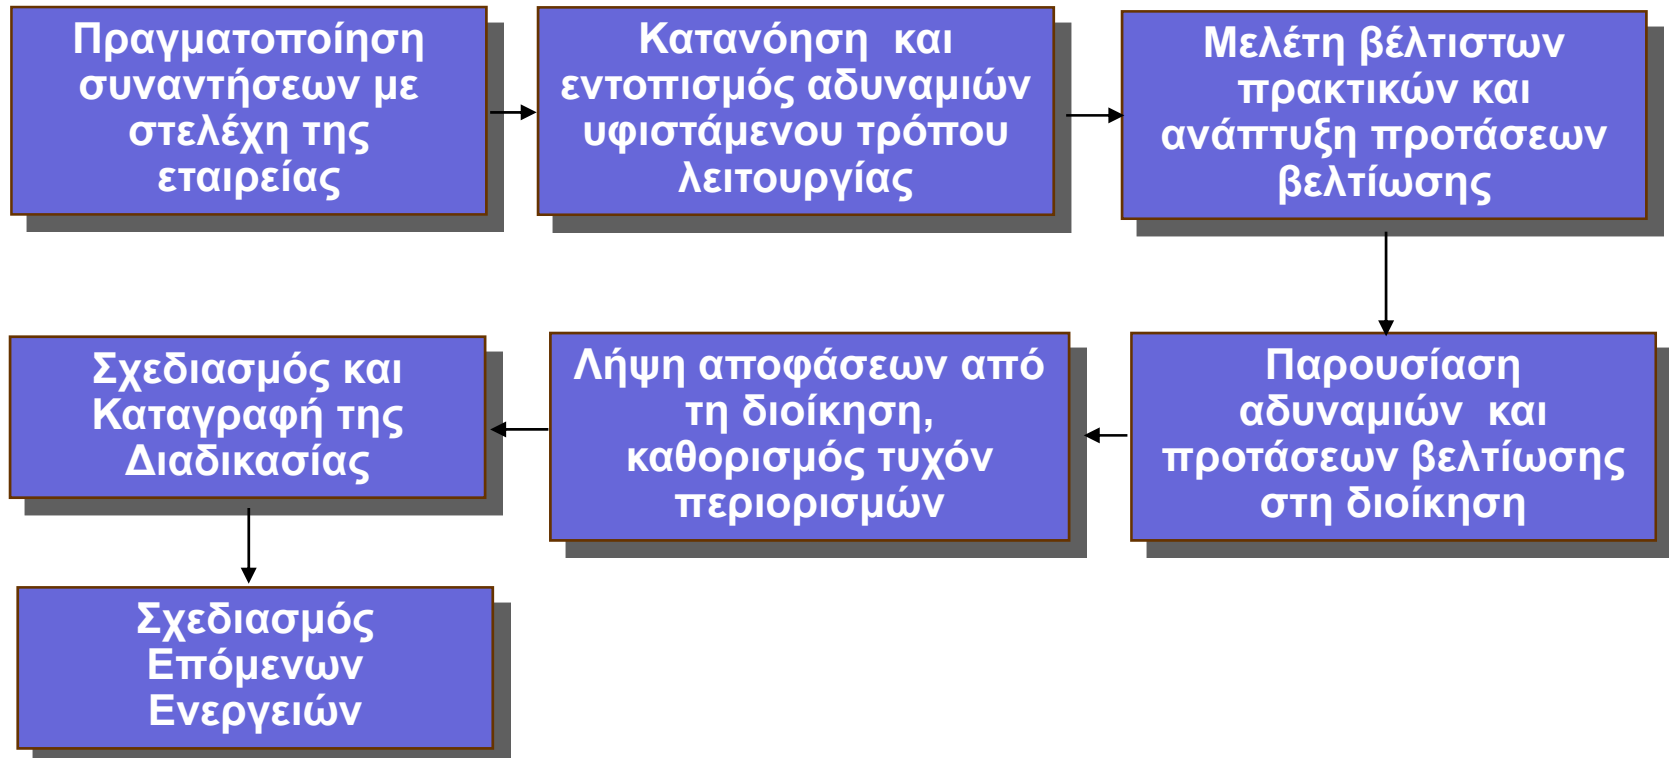 Πραγματοποίηση
συναντήσεων με
στελέχη της
εταιρείας
Κατανόηση  και
εντοπισμός αδυναμιών
υφιστάμενου τρόπου
λειτουργίας
Μελέτη βέλτιστων
πρακτικών και
ανάπτυξη προτάσεων
βελτίωσης
Παρουσίαση
αδυναμιών  και
προτάσεων βελτίωσης
στη διοίκηση
Λήψη αποφάσεων από
τη διοίκηση,
καθορισμός τυχόν
περιορισμών
Σχεδιασμός και
Καταγραφή της
Διαδικασίας
Σχεδιασμός
Επόμενων
Ενεργειών